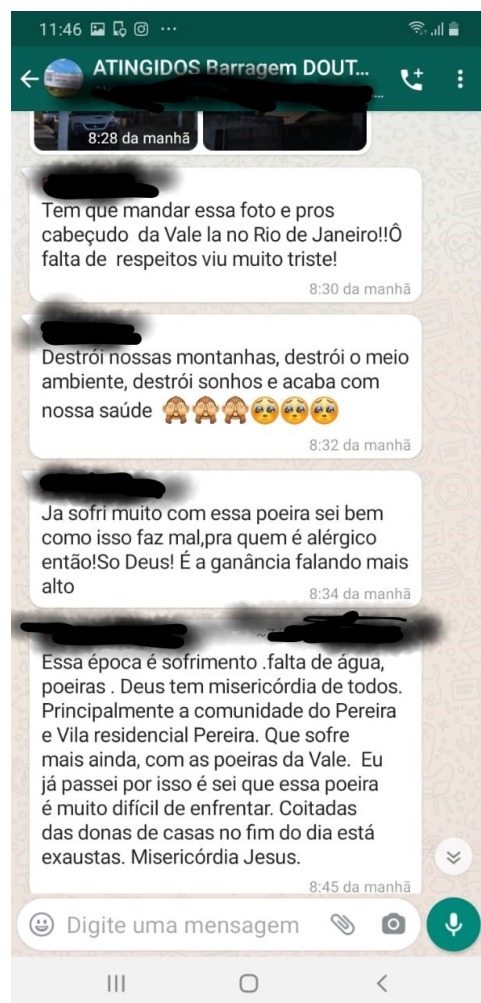 11:46
ATINGIDOS Barragem DOUT...
8:28 da manhã
Tem que mandar essa foto e pros
cabeçudo da Vale la no Rio de Janeiro!!Ô
falta de respeitos viu muito triste!
8:30 da manhã
Destrói nossas montanhas, destrói o meio
ambiente, destrói sonhos e acaba com
nossa saúde 🙈🙈🙈🥺🥺🥺
8:32 da manhã
Ja sofri muito com essa poeira sei bem
como isso faz mal,pra quem é alérgico
então!So Deus! É a ganância falando mais
alto
8:34 da manhã
Essa época é sofrimento .falta de água,
poeiras . Deus tem misericórdia de todos.
Principalmente a comunidade do Pereira
e Vila residencial Pereira. Que sofre
mais ainda, com as poeiras da Vale. Eu
já passei por isso é sei que essa poeira
é muito difícil de enfrentar. Coitadas
das donas de casas no fim do dia está
exaustas. Misericórdia Jesus.
8:45 da manhã
Digite uma mensagem